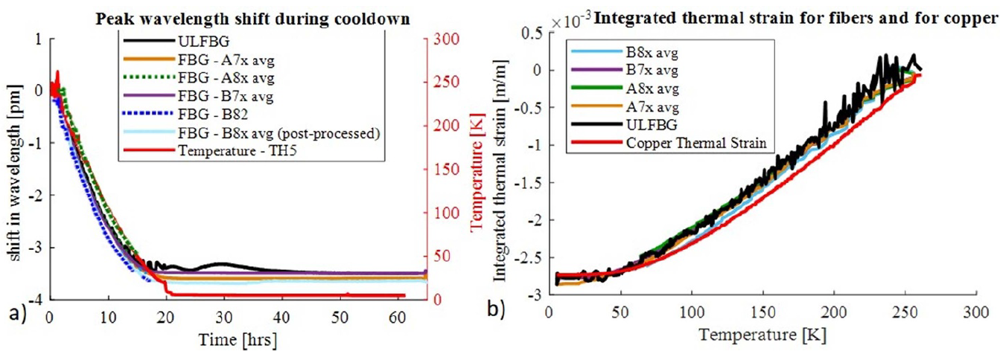 Peak wavelength shift during cooldown
1
0
-1
-2
-3
-4
shift in wavelength [pm]
ULFBG
FBG - A7x avg
FBG - A8x avg
FBG - B7x avg
FBG - B82
FBG - B8x avg (post-processed)
Temperature - TH5
300
250
200
150
100
50
0
Temperature [K]
0 10 20 30 40 50 60
Time [hrs]
a)
×10⁻³ Integrated thermal strain for fibers and for copper
0.5
0
-0.5
-1
-1.5
-2
-2.5
-3
Integrated thermal strain [m/m]
B8x avg
B7x avg
A8x avg
A7x avg
ULFBG
Copper Thermal Strain
0 50 100 150 200 250 300
Temperature [K]
b)